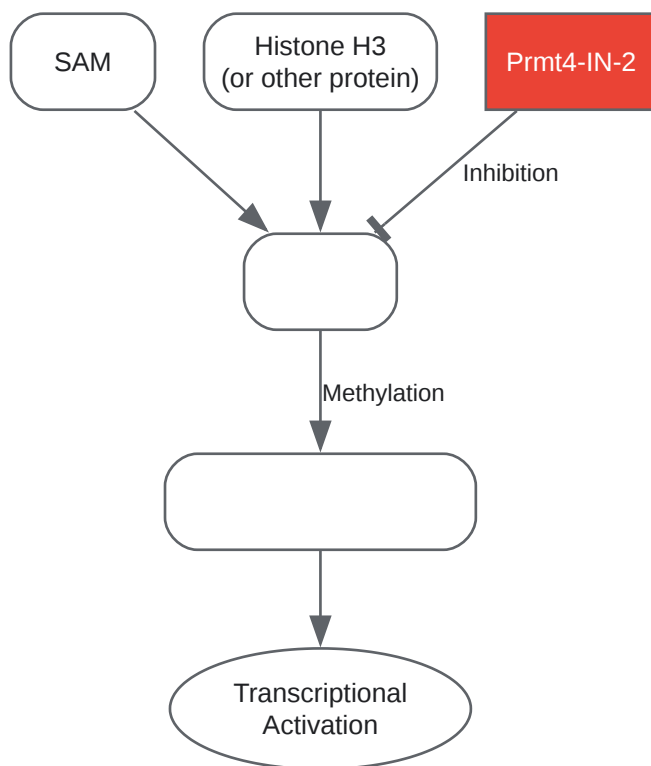 SAM
Histone H3
(or other protein)
Prmt4-IN-2
Inhibition
Methylation
Transcriptional
Activation